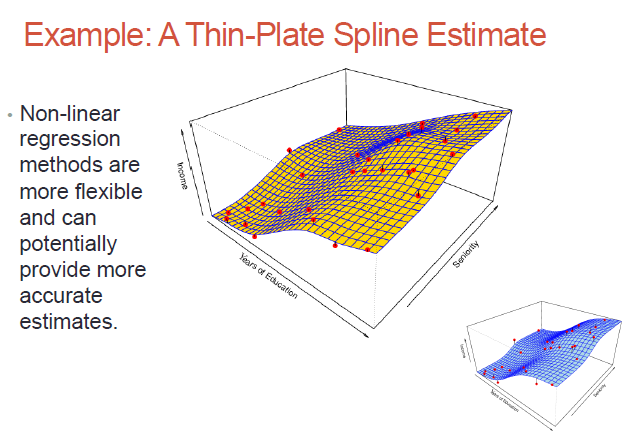 Example: A Thin-Plate Spline Estimate
• Non-linear
regression
methods are
more flexible
and can
potentially
provide more
accurate
estimates.
Income
Years of Education
Seniority
Income
Years of Education
Seniority